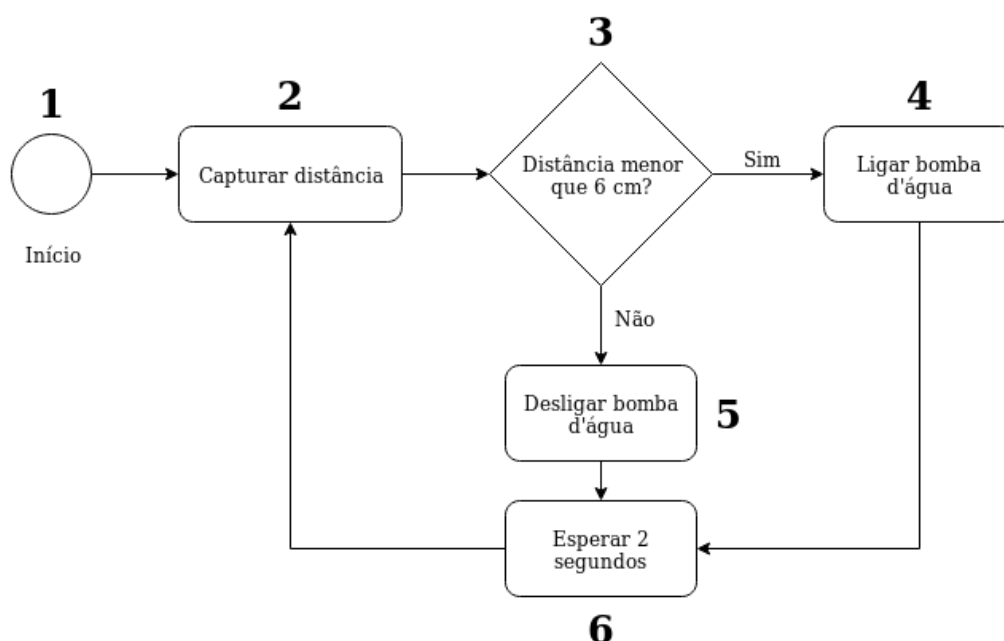 1
Início
2
Capturar distância
3
Distância menor
que 6 cm?
Sim
4
Ligar bomba
d'água
Não
Desligar bomba
d'água
5
Esperar 2
segundos
6